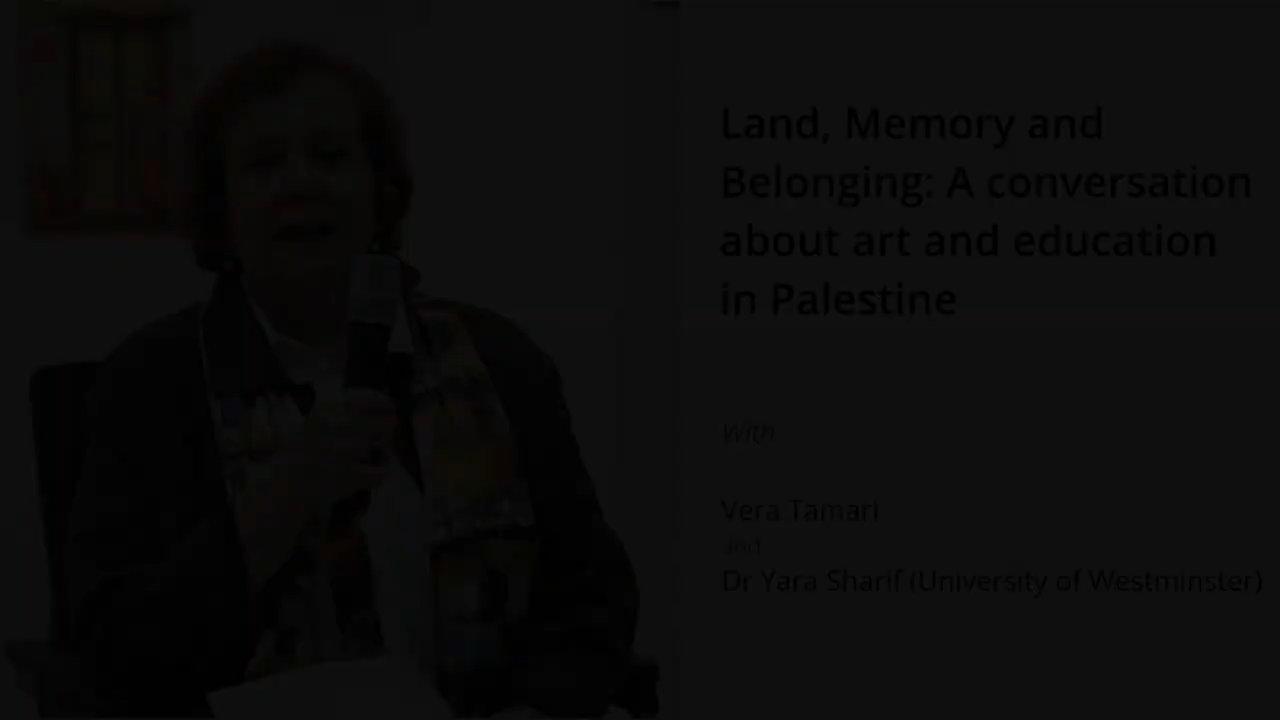 Land, Memory and
Belonging: A conversation
about art and education
in Palestine
With
Vera Tamari
and
Dr Yara Sharif (University of Westminster)